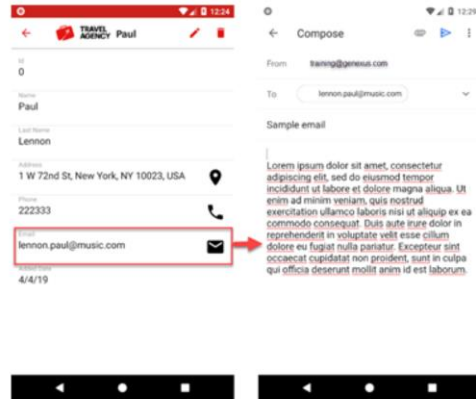 12:24
TRAVEL
AGENCY
Paul
Id
0
Name
Paul
Last Name
Lennon
Address
1 W 72nd St, New York, NY 10023, USA
Phone
222333
Email
lennon.paul@music.com
Added Date
4/4/19
12:29
Compose
From training@genexus.com
To lennon.paul@music.com
Sample email
Lorem ipsum dolor sit amet, consectetur
adipiscing elit, sed do eiusmod tempor
incididunt ut labore et dolore magna aliqua. Ut
enim ad minim veniam, quis nostrud
exercitation ullamco laboris nisi ut aliquip ex ea
commodo consequat. Duis aute irure dolor in
reprehenderit in voluptate velit esse cillum
dolore eu fugiat nulla pariatur. Excepteur sint
occaecat cupidatat non proident, sunt in culpa
qui officia deserunt mollit anim id est laborum.